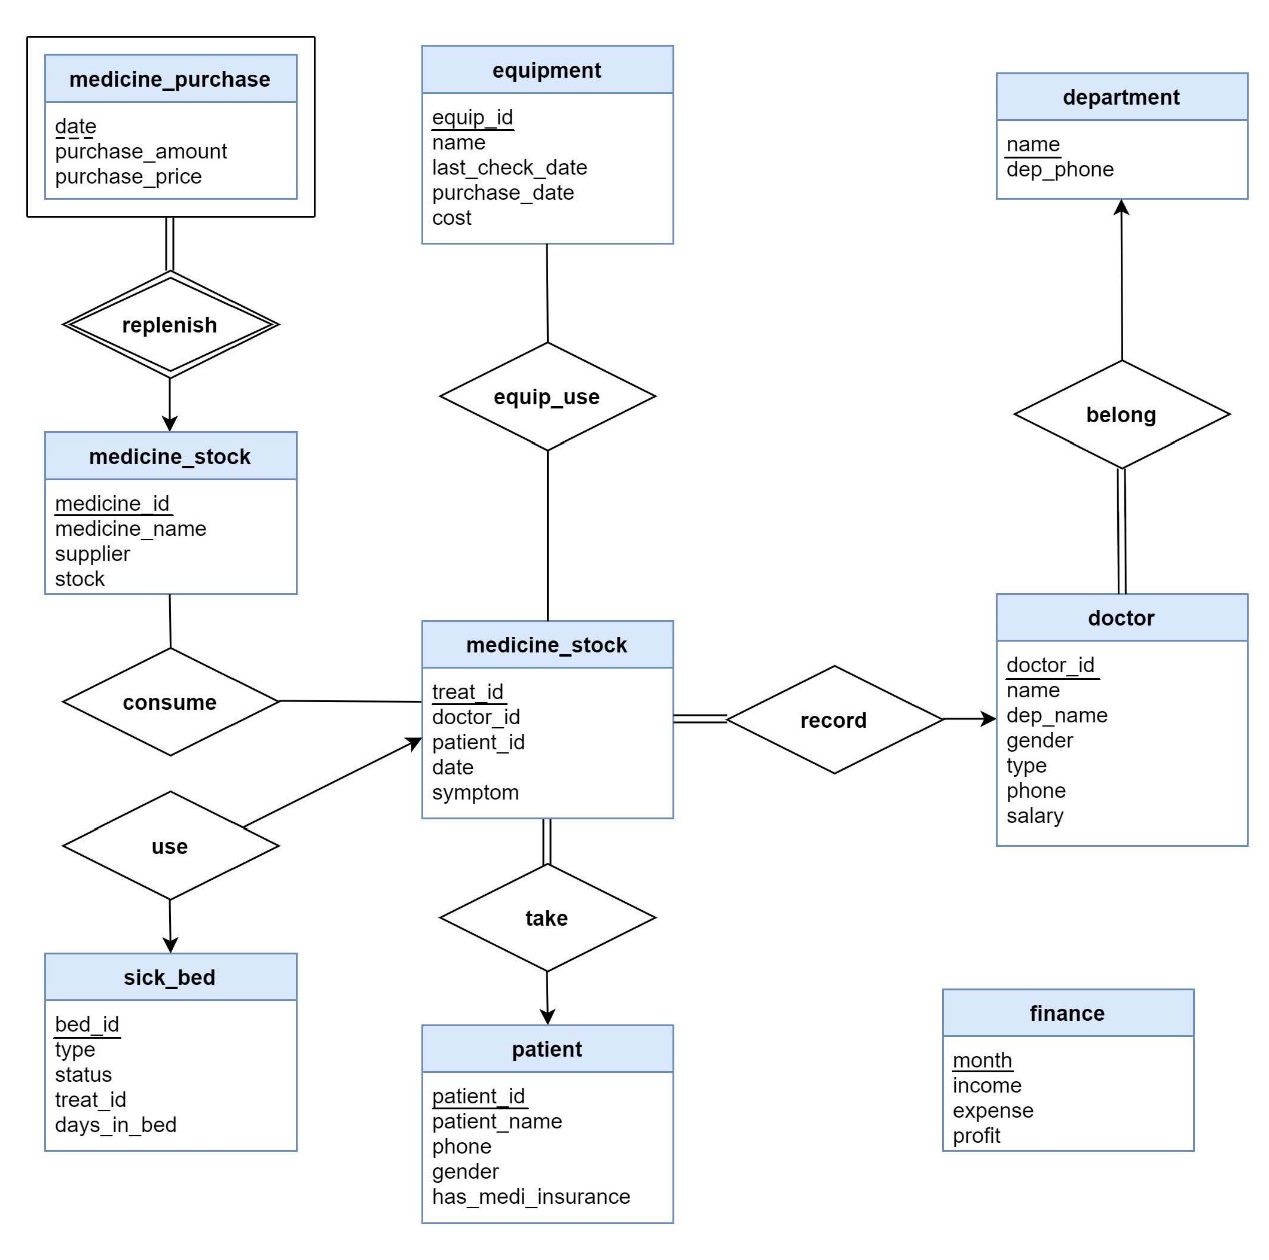 medicine_purchase
date
purchase_amount
purchase_price
replenish
medicine_stock
medicine_id
medicine_name
supplier
stock
consume
use
sick_bed
bed_id
type
status
treat_id
days_in_bed
equipment
equip_id
name
last_check_date
purchase_date
cost
equip_use
medicine_stock
treat_id
doctor_id
patient_id
date
symptom
take
patient
patient_id
patient_name
phone
gender
has_medi_insurance
record
department
name
dep_phone
belong
doctor
doctor_id
name
dep_name
gender
type
phone
salary
finance
month
income
expense
profit